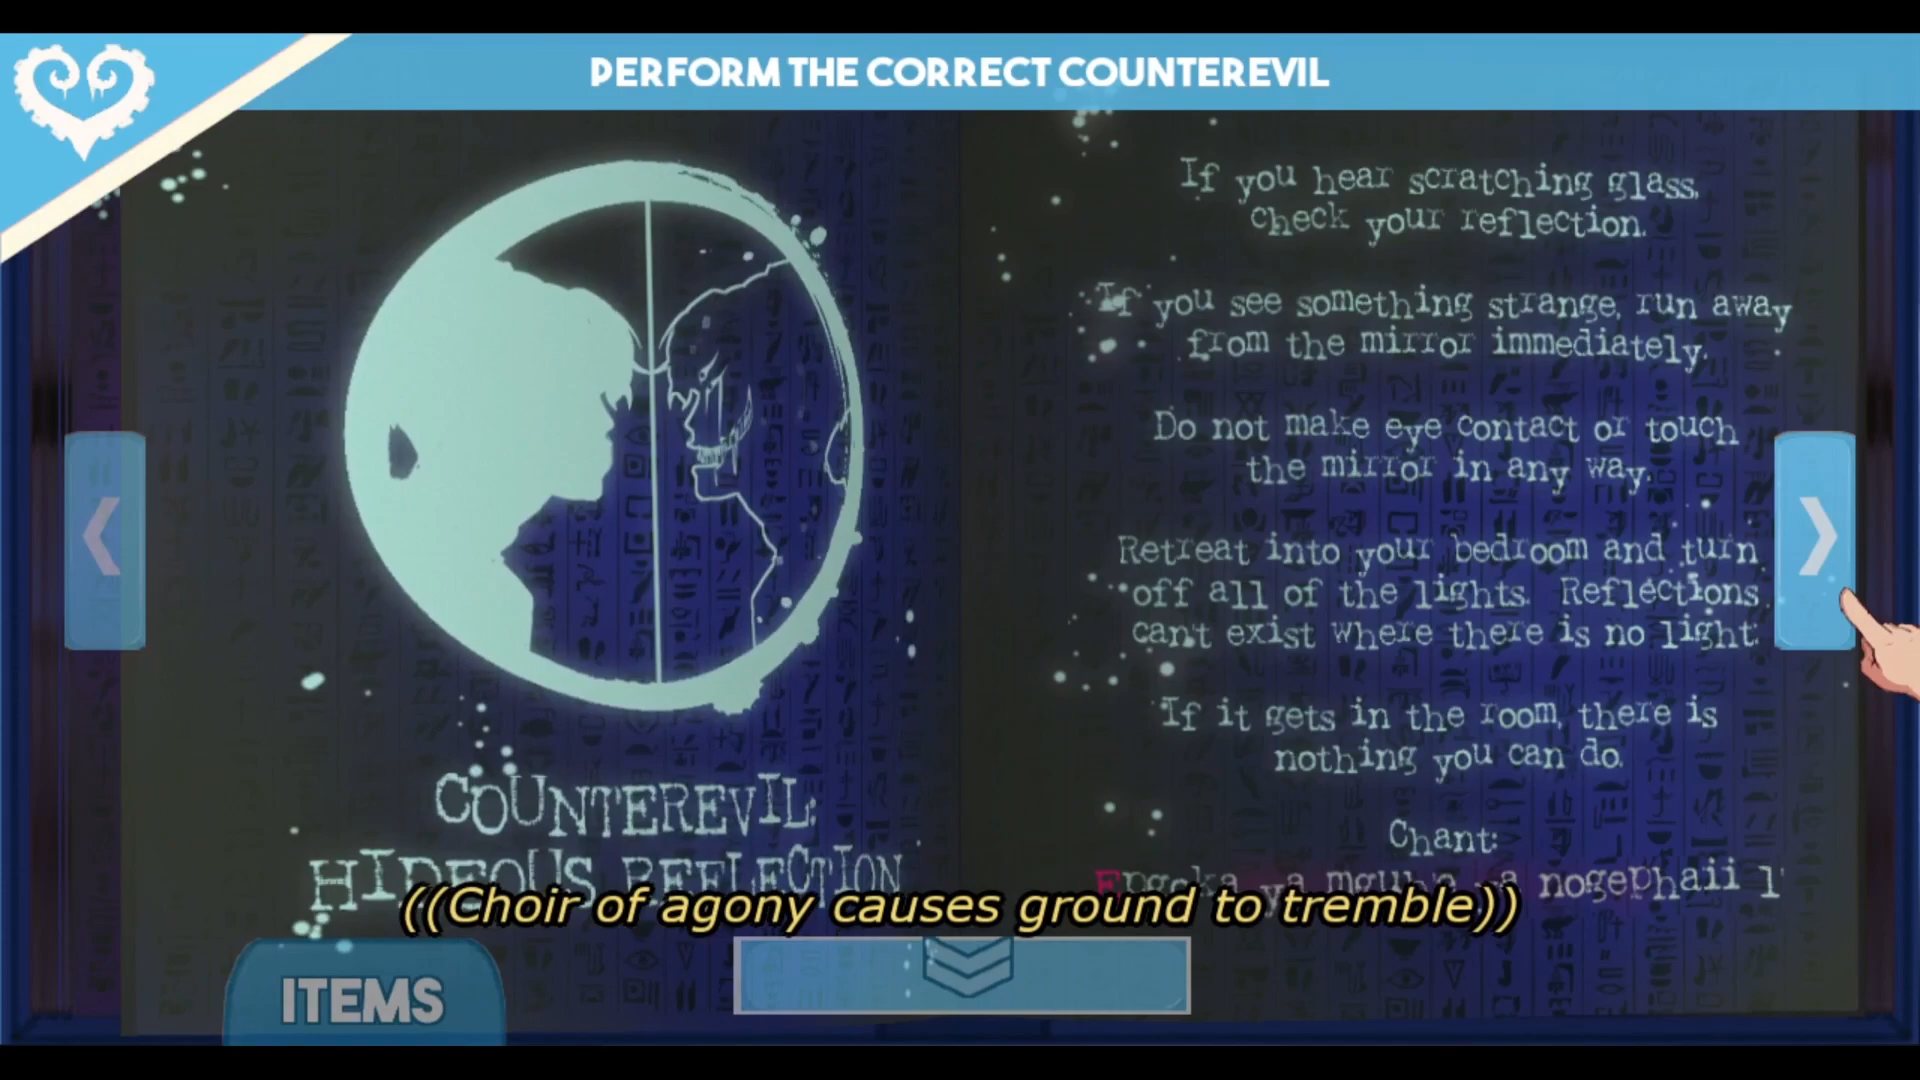 PERFORM THE CORRECT COUNTEREVIL
If you hear scratching glass,
check your reflection.
If you see something strange, run away
from the mirror immediately.
Do not make eye contact or touch
the mirror in any way.
Retreat into your bedroom and turn
off all of the lights. Reflections
can't exist where there is no light.
If it gets in the room, there is
nothing you can do.
Chant:
ya nogephaii l'
COUNTEREVIL:
HIDEOUS REFLECTION
((Choir of agony causes ground to tremble))
ITEMS